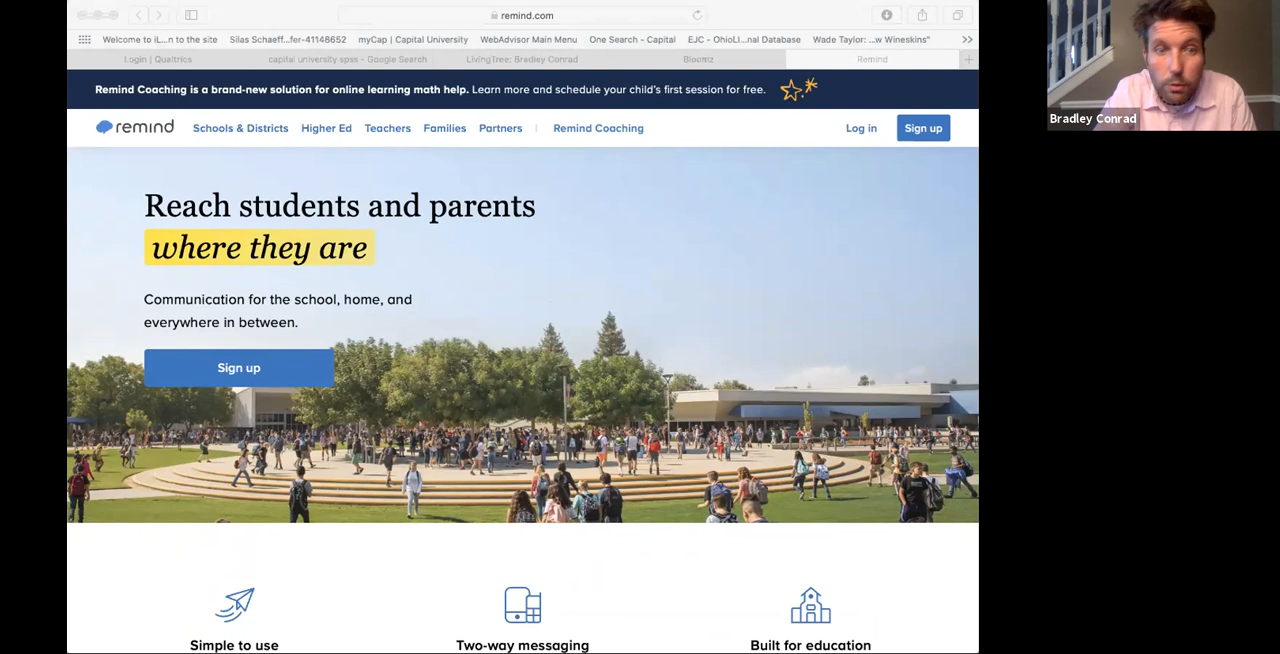 remind.com
Welcome to iL...n to the site
Silas Schaeff...fer-41148652
myCap | Capital University
WebAdvisor Main Menu
One Search - Capital
EJC - OhioLI...nal Database
Wade Taylor: ...w Wineskins"
Login | Qualtrics
capital university spss - Google Search
LivingTree: Bradley Conrad
Bloomz
Remind
Bradley Conrad
Remind Coaching is a brand-new solution for online learning math help. Learn more and schedule your child's first session for free.
remind
Schools & Districts
Higher Ed
Teachers
Families
Partners
Remind Coaching
Log in
Sign up
Reach students and parents
where they are
Communication for the school, home, and
everywhere in between.
Sign up
Simple to use
Two-way messaging
Built for education